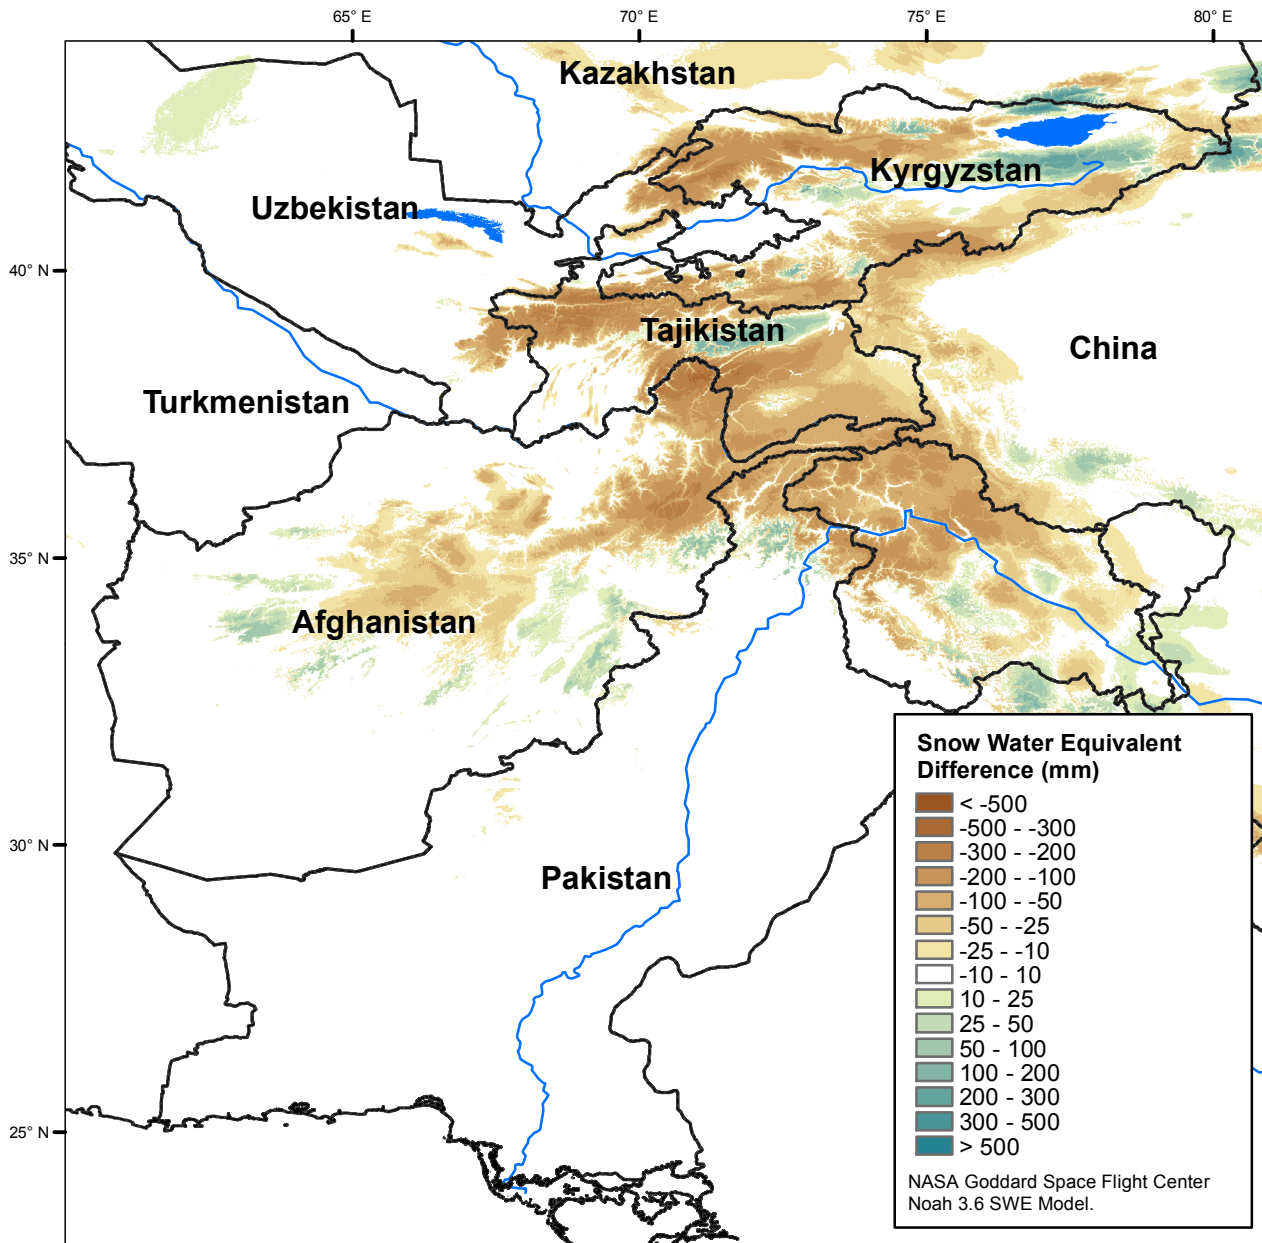 65° E
70° E
75° E
80° E
Kazakhstan
Kyrgyzstan
Uzbekistan
40° N
Tajikistan
China
Turkmenistan
35° N
Afghanistan
Snow Water Equivalent
Difference (mm)
< -500
-500 - -300
-300 - -200
-200 - -100
-100 - -50
-50 - -25
-25 - -10
-10 - 10
10 - 25
25 - 50
50 - 100
100 - 200
200 - 300
300 - 500
> 500
NASA Goddard Space Flight Center
Noah 3.6 SWE Model.
30° N
Pakistan
25° N